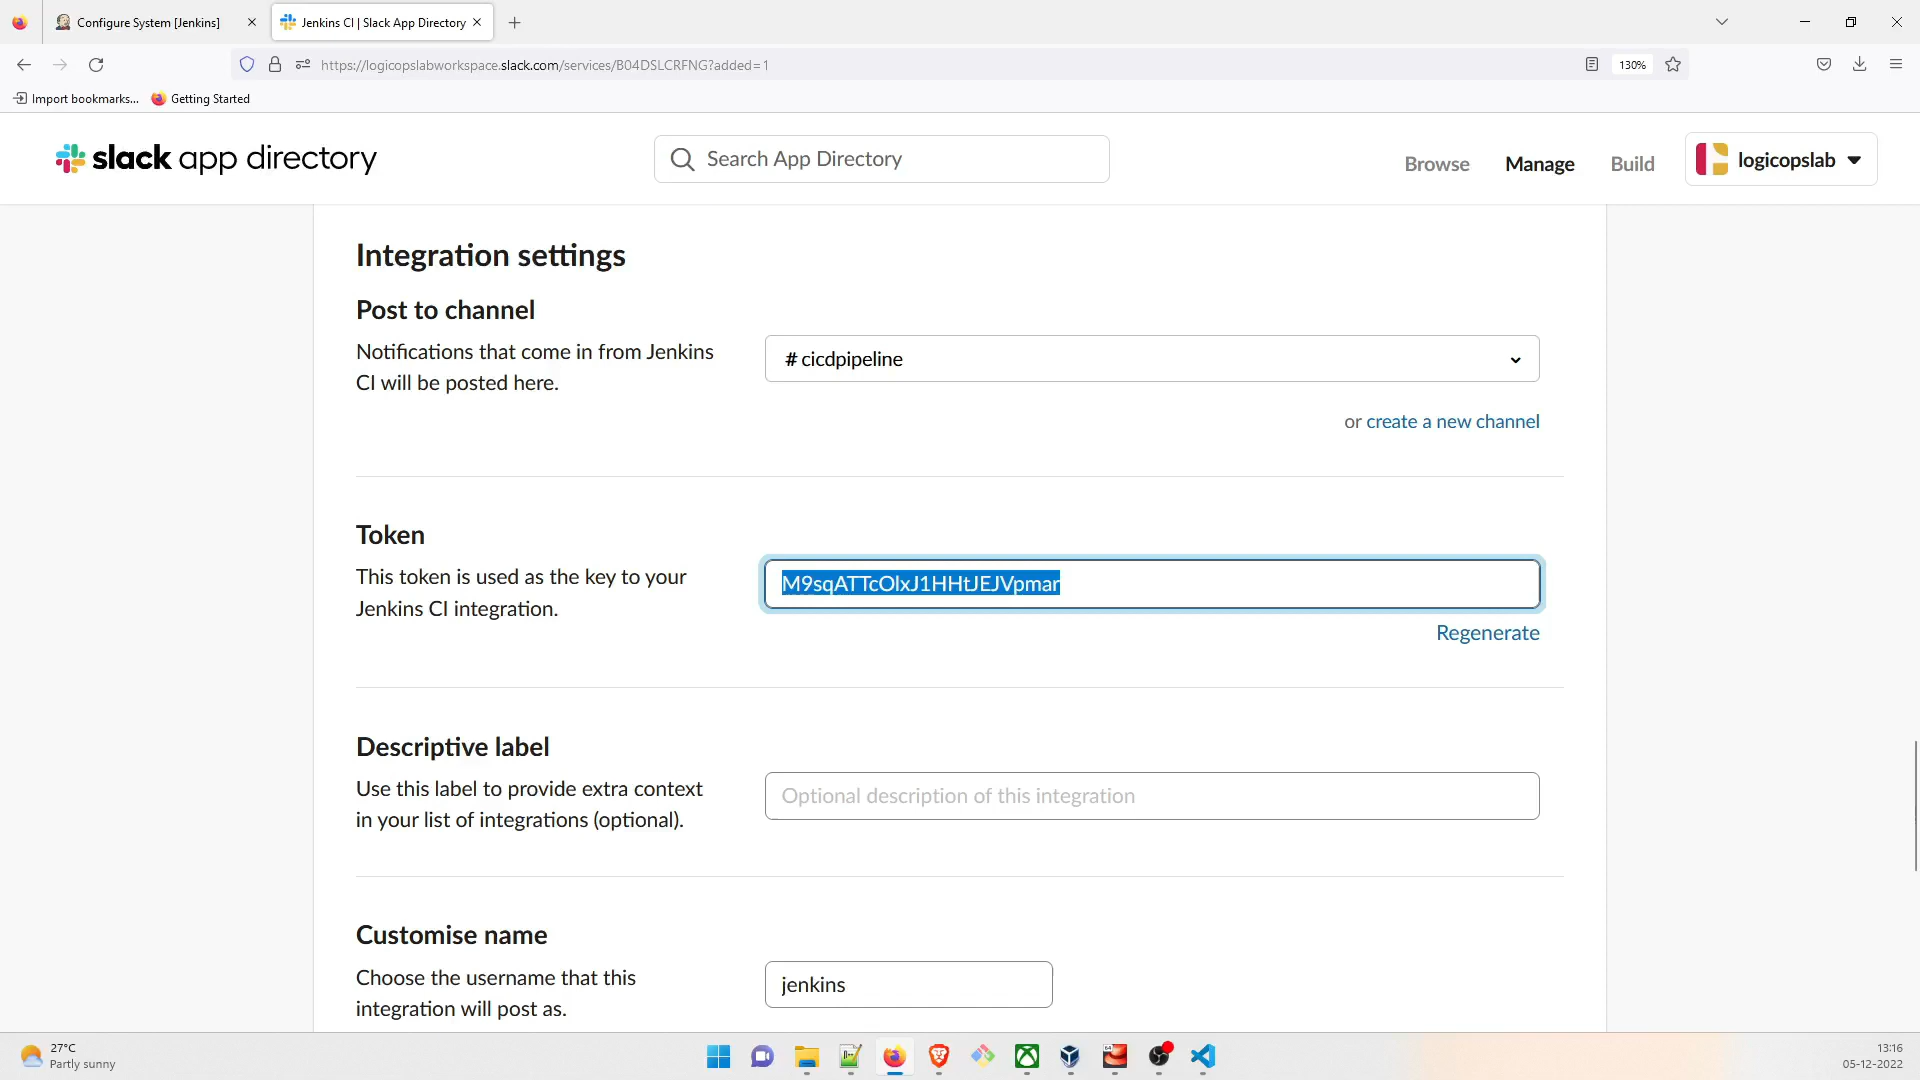 Configure System [Jenkins]
Jenkins CI | Slack App Directory
https://logicopslabworkspace.slack.com/services/B04DSLCRFNG?added=1
130%
Import bookmarks...
Getting Started
slack app directory
Search App Directory
Browse
Manage
Build
logicopslab
Integration settings
Post to channel
Notifications that come in from Jenkins
CI will be posted here.
# cicdpipeline
or create a new channel
Token
This token is used as the key to your
Jenkins CI integration.
M9sqATTcOlxJ1HHtJEJVpmar
Regenerate
Descriptive label
Use this label to provide extra context
in your list of integrations (optional).
Optional description of this integration
Customise name
Choose the username that this
integration will post as.
jenkins
27°C
Partly sunny
13:16
05-12-2022